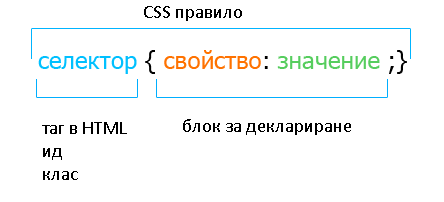 CSS правило
селектор { свойство: значение ;}
таг в HTML
ид
клас
блок за деклариране